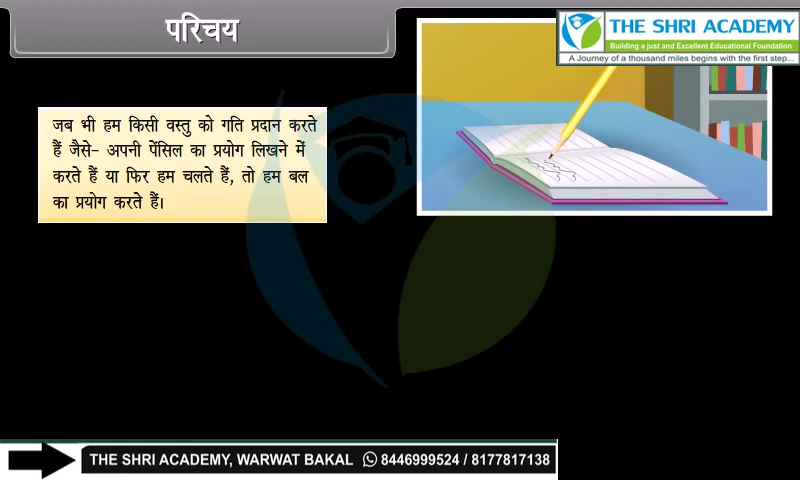 परिचय
THE SHRI ACADEMY
Building a just and Excellent Educational Foundation
A Journey of a thousand miles begins with the first step...
जब भी हम किसी वस्तु को गति प्रदान करते
हैं जैसे- अपनी पेंसिल का प्रयोग लिखने में
करते हैं या फिर हम चलते हैं, तो हम बल
का प्रयोग करते हैं।
THE SHRI ACADEMY, WARWAT BAKAL 8446999524 / 8177817138